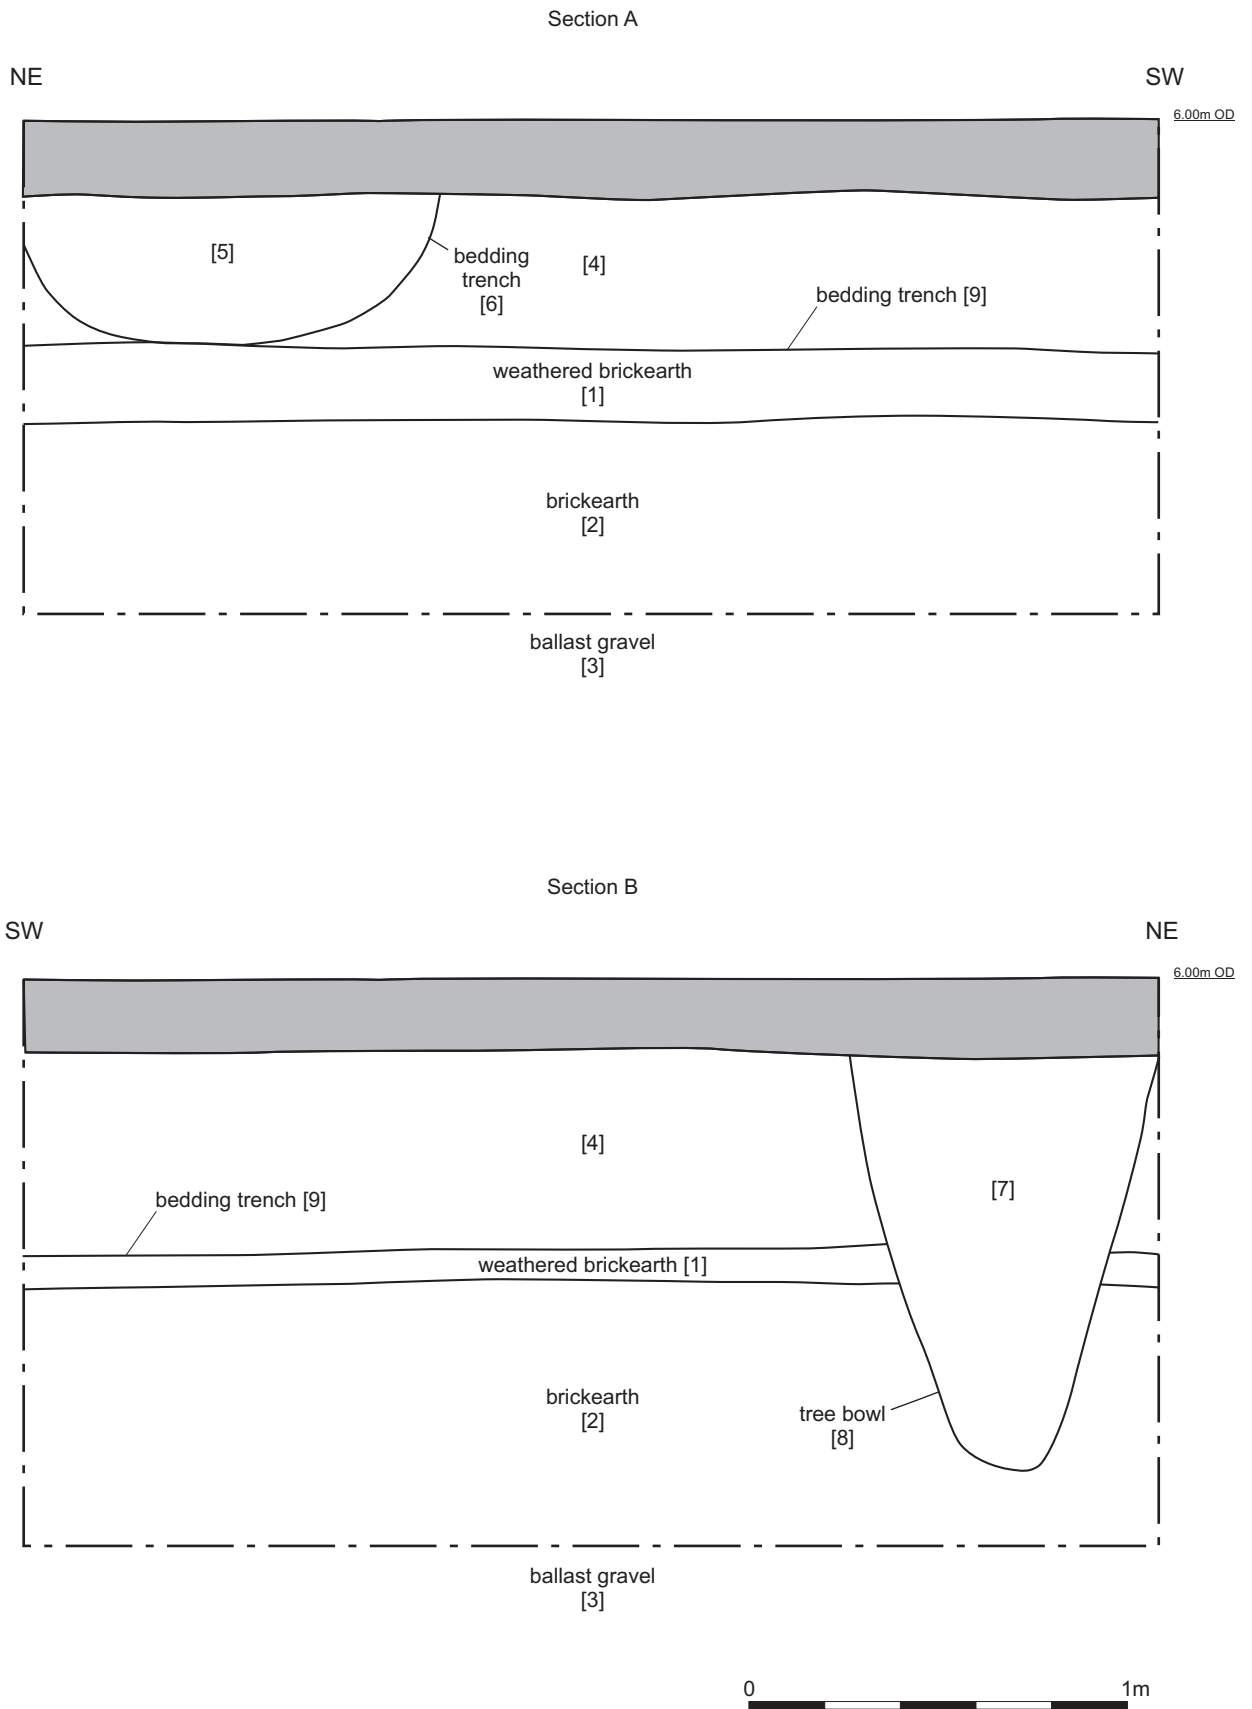 Section A
NE
SW
6.00m OD
[5]
bedding
trench
[6]
[4]
bedding trench [9]
weathered brickearth
[1]
brickearth
[2]
ballast gravel
[3]
Section B
SW
NE
6.00m OD
[4]
[7]
bedding trench [9]
weathered brickearth [1]
brickearth
[2]
tree bowl
[8]
ballast gravel
[3]
0
1m